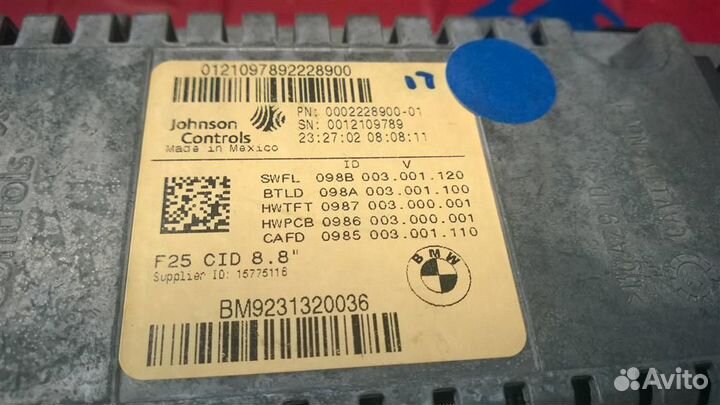 0121097892228900
Johnson
Controls
Made in Mexico
PN: 0002228900-01
SN: 0012109789
23:27:02 08:08:11
ID V
SWFL 098B 003.001.120
BTLD 098A 003.001.100
HWTFT 0987 003.000.001
HWPCB 0986 003.000.001
CAFD 0985 003.001.110
F25 CID 8.8"
Supplier ID: 15775116
BMW
BM9231320036
Avito